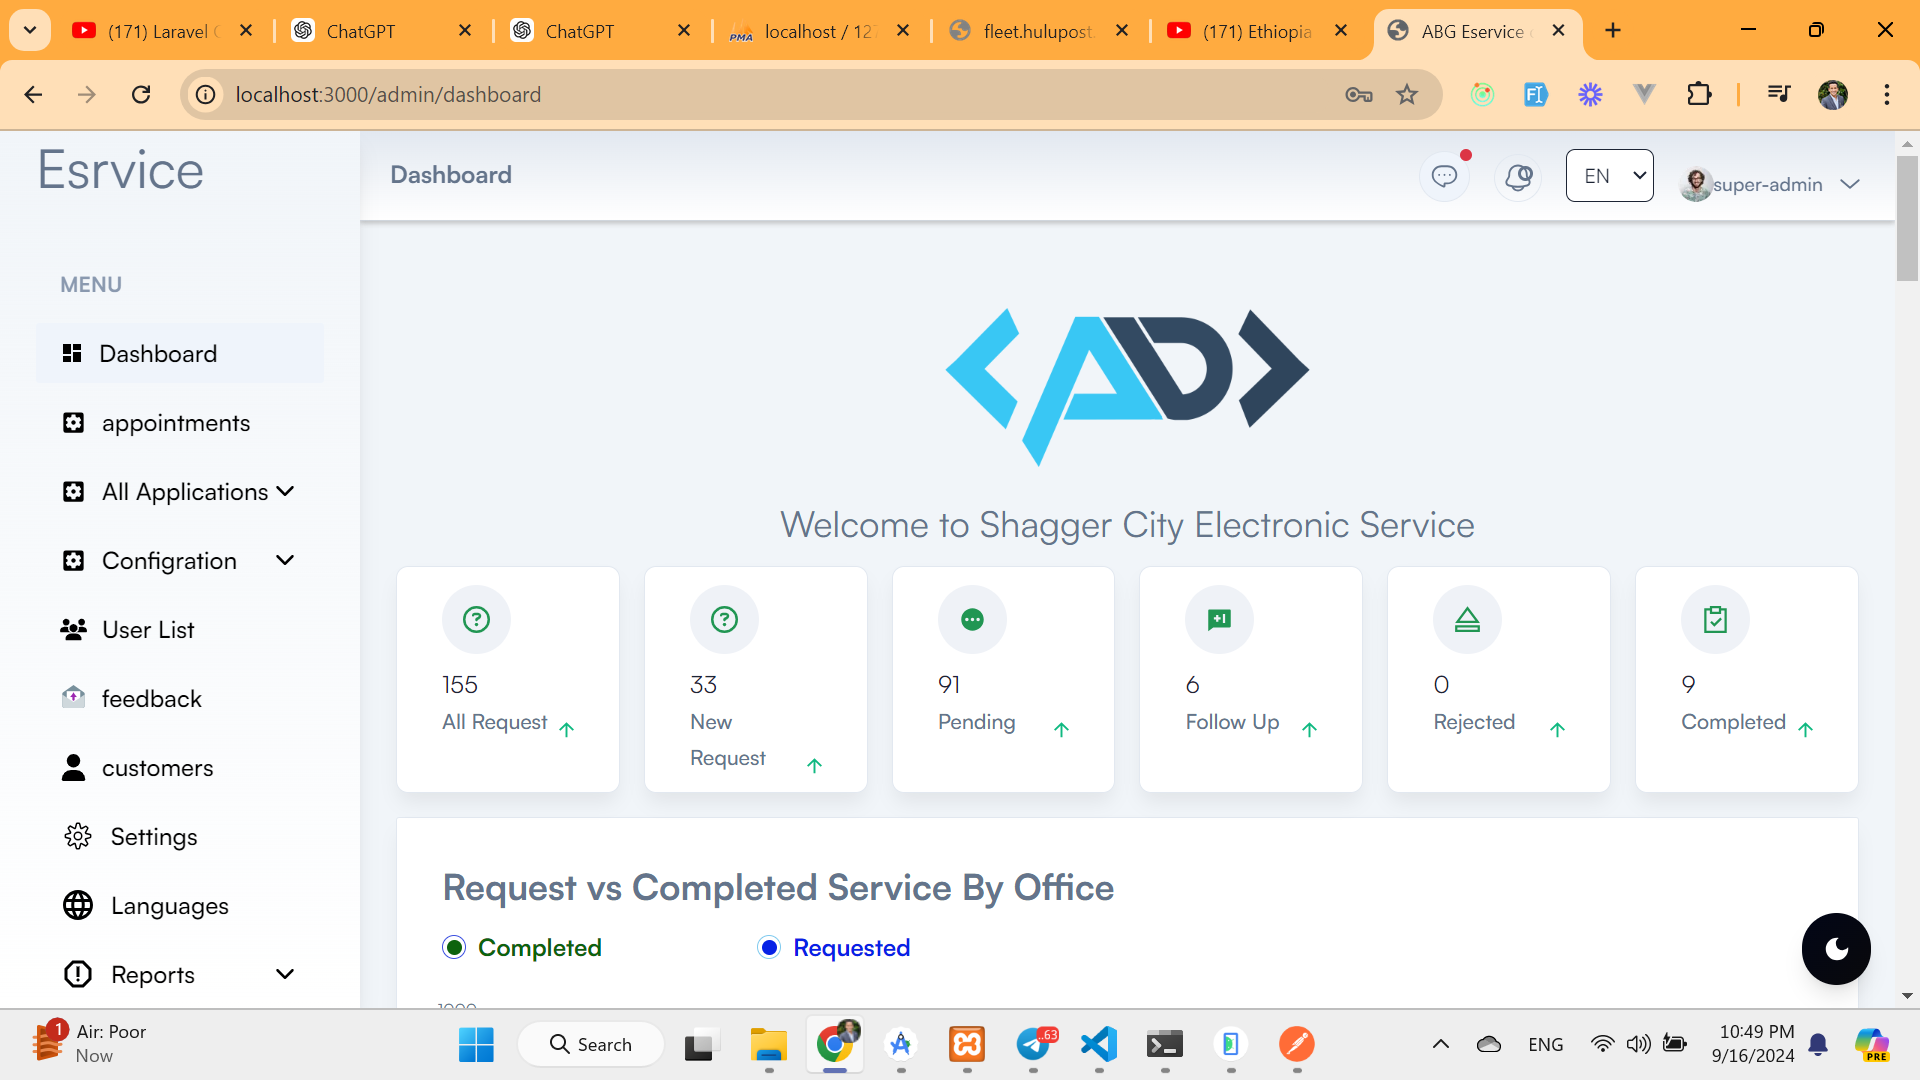 (171) Laravel
ChatGPT
ChatGPT
localhost / 127
fleet.hulupost.
(171) Ethiopia
ABG Eservice
localhost:3000/admin/dashboard
Esrvice
Dashboard
EN
super-admin
MENU
Dashboard
appointments
All Applications
Configration
User List
feedback
customers
Settings
Languages
Reports
Welcome to Shagger City Electronic Service
155
All Request
33
New
Request
91
Pending
6
Follow Up
0
Rejected
9
Completed
Request vs Completed Service By Office
Completed
Requested
1
Air: Poor
Now
Search
..63
ENG
10:49 PM
9/16/2024
PRE